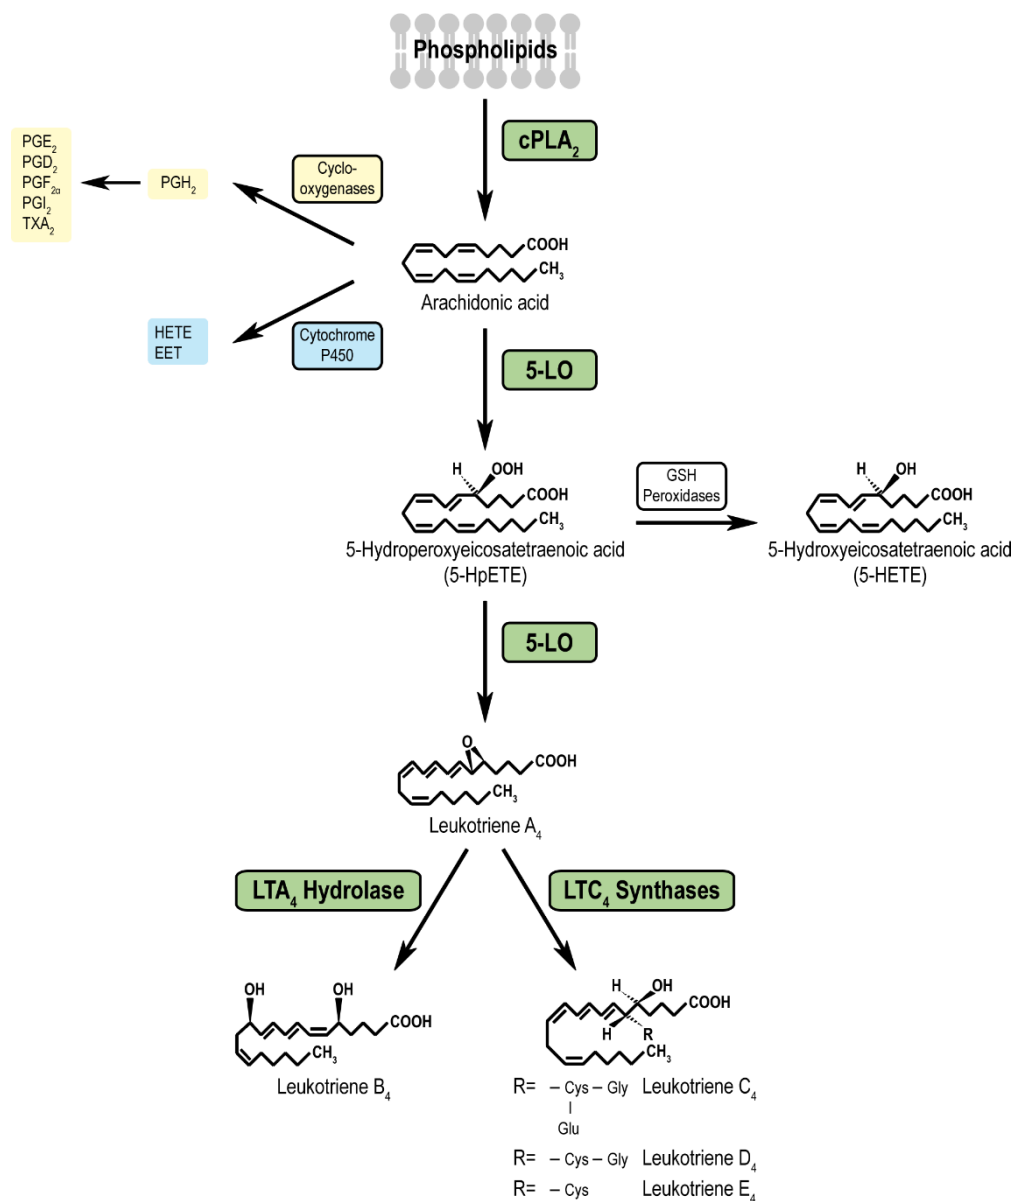 Phospholipids
cPLA₂
PGE₂
PGD₂
PGF₂α
PGI₂
TXA₂
PGH₂
Cyclo-
oxygenases
COOH
CH₃
Arachidonic acid
HETE
EET
Cytochrome
P450
5-LO
H
OOH
COOH
CH₃
5-Hydroperoxyeicosatetraenoic acid
(5-HpETE)
GSH
Peroxidases
H
OH
COOH
CH₃
5-Hydroxyeicosatetraenoic acid
(5-HETE)
5-LO
O
COOH
CH₃
Leukotriene A₄
LTA₄ Hydrolase
LTC₄ Synthases
OH
OH
COOH
CH₃
Leukotriene B₄
H
OH
COOH
H
R
CH₃
R= – Cys – Gly Leukotriene C₄
Glu
R= – Cys – Gly Leukotriene D₄
R= – Cys Leukotriene E₄